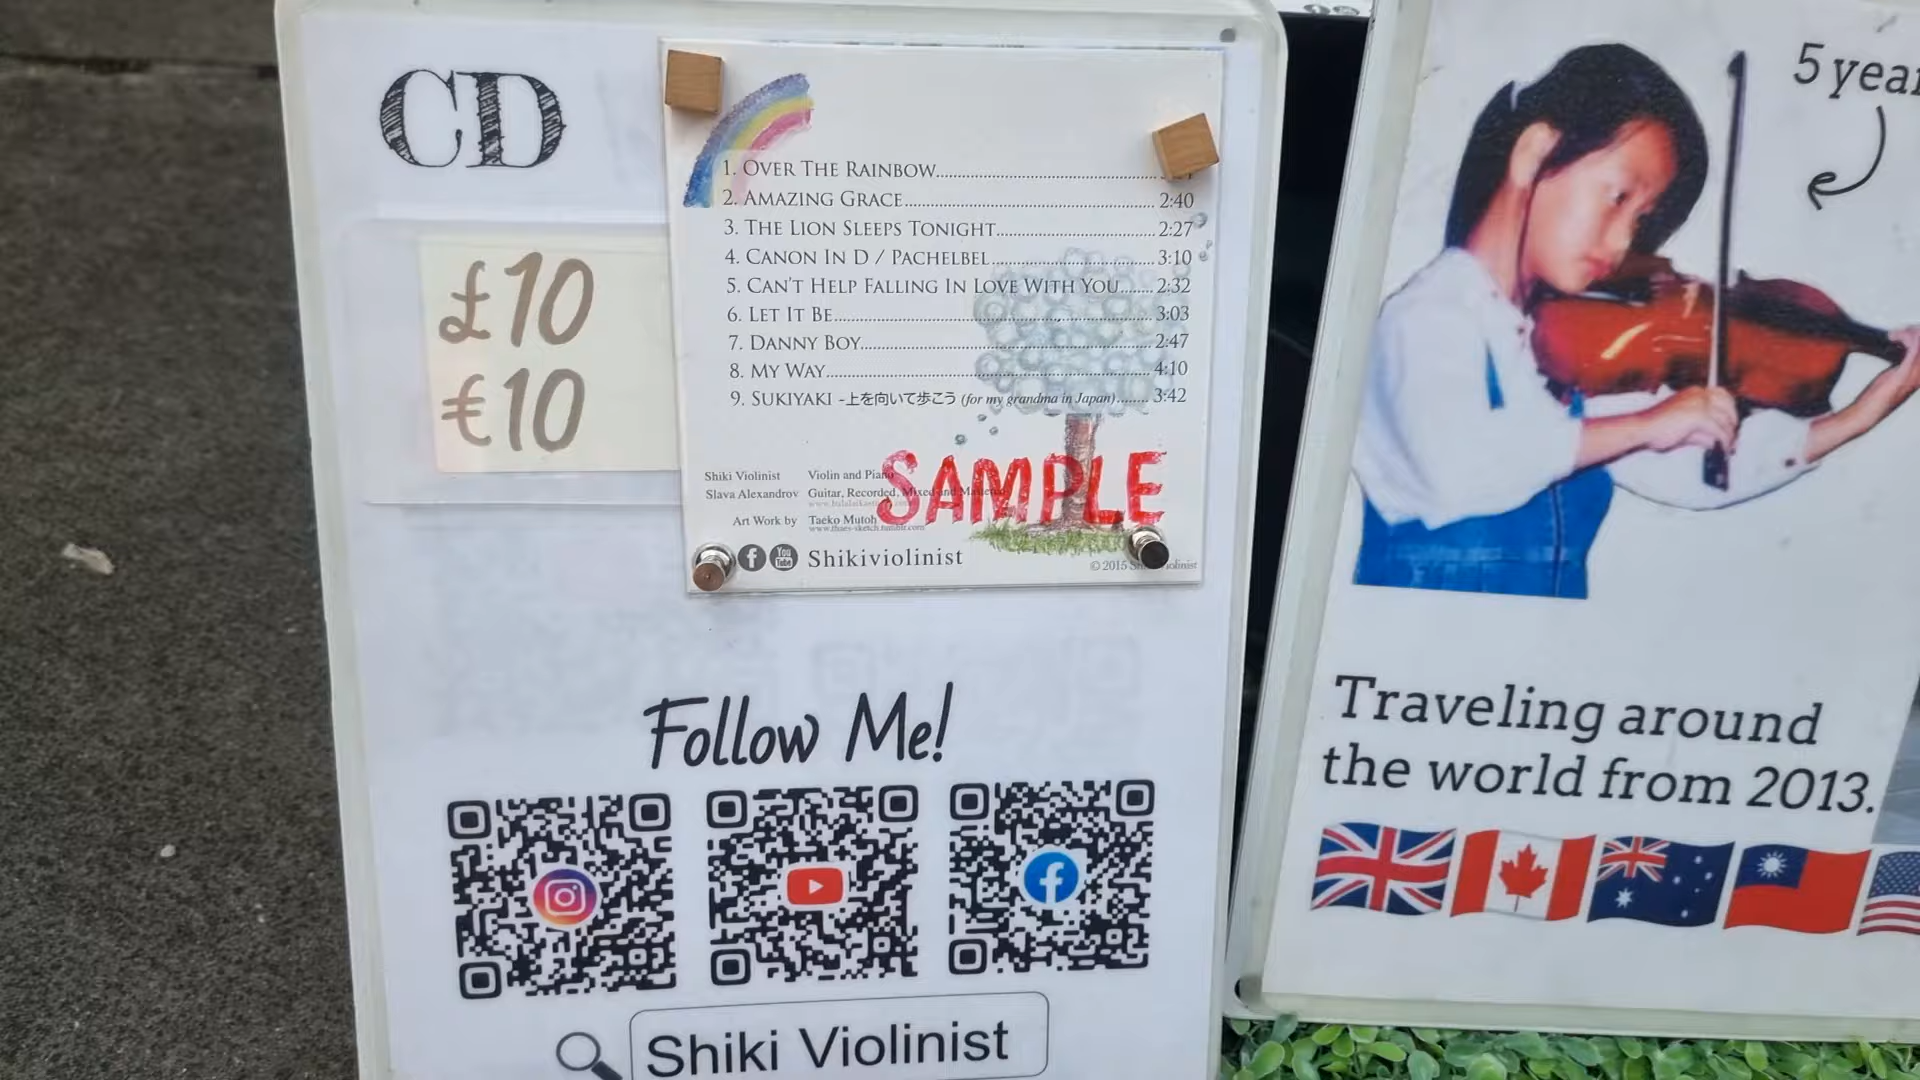 CD
£10
€10
1. OVER THE RAINBOW
2. AMAZING GRACE 2:40
3. THE LION SLEEPS TONIGHT 2:27
4. CANON IN D / PACHELBEL 3:10
5. CAN'T HELP FALLING IN LOVE WITH YOU 2:32
6. LET IT BE 3:03
7. DANNY BOY 2:47
8. MY WAY 4:10
9. SUKIYAKI -上を向いて歩こう (for my grandma in Japan) 3:42
SAMPLE
Shiki Violinist Violin and Piano
Slava Alexandrov Guitar, Recorded, Mixed and
Art Work by Taeko Mutoh
f You Tube Shikiviolinist
© 2015
Follow Me!
Shiki Violinist
5
Traveling around
the world from 2013.